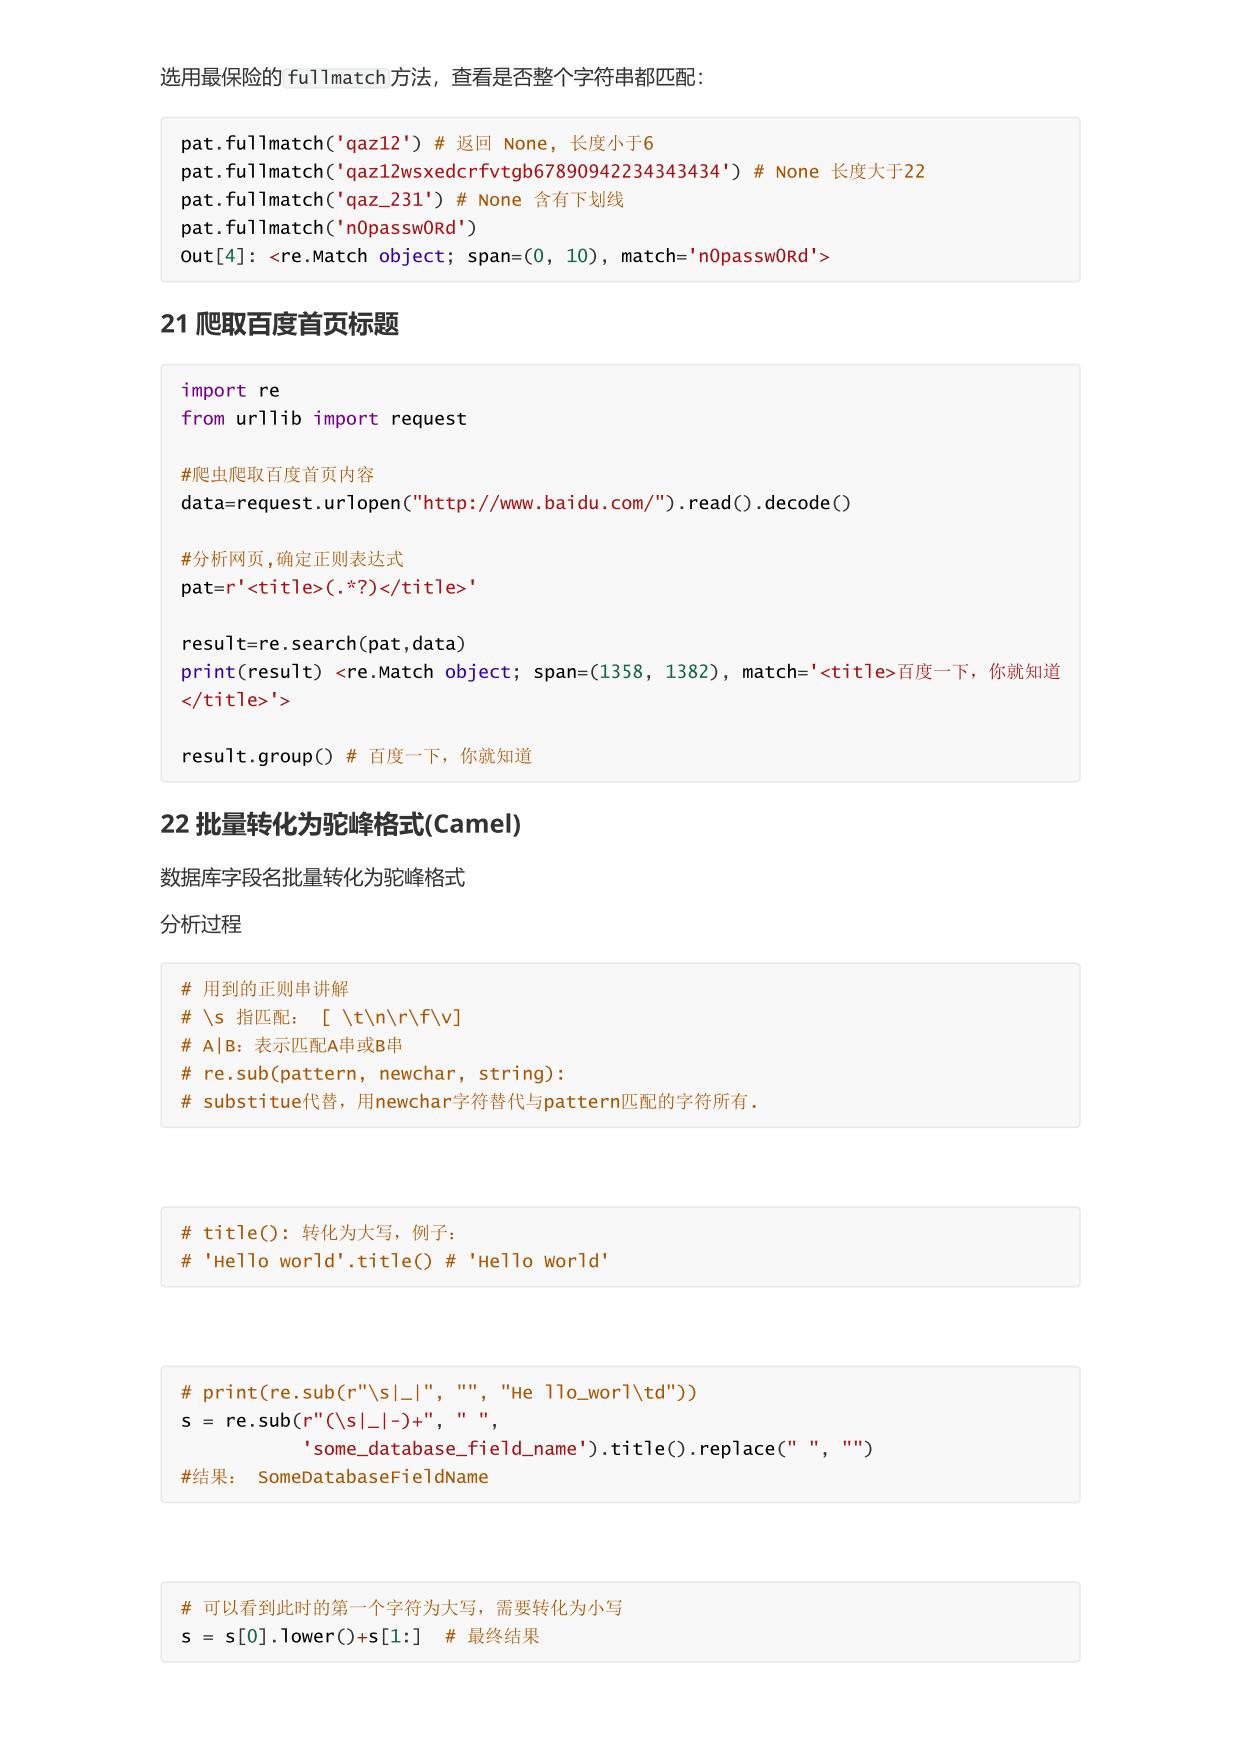 选用最保险的 fullmatch 方法，查看是否整个字符串都匹配：
pat.fullmatch('qaz12') # 返回 None, 长度小于6
pat.fullmatch('qaz12wsxedcrfvtgb67890942234343434') # None 长度大于22
pat.fullmatch('qaz_231') # None 含有下划线
pat.fullmatch('n0passw0Rd')
Out[4]: <re.Match object; span=(0, 10), match='n0passw0Rd'>
21 爬取百度首页标题
import re
from urllib import request
#爬虫爬取百度首页内容
data=request.urlopen("http://www.baidu.com/").read().decode()
#分析网页,确定正则表达式
pat=r'<title>(.*?)</title>'
result=re.search(pat,data)
print(result) <re.Match object; span=(1358, 1382), match='<title>百度一下，你就知道
</title>'>
result.group() # 百度一下，你就知道
22 批量转化为驼峰格式(Camel)
数据库字段名批量转化为驼峰格式
分析过程
# 用到的正则串讲解
# \s 指匹配： [ \t\n\r\f\v]
# A|B：表示匹配A串或B串
# re.sub(pattern, newchar, string):
# substitue代替，用newchar字符替代与pattern匹配的字符所有.
# title(): 转化为大写，例子：
# 'Hello world'.title() # 'Hello World'
# print(re.sub(r"\s|_|", "", "He llo_worl\td"))
s = re.sub(r"(\s|_|-)+", " ",
           'some_database_field_name').title().replace(" ", "")
#结果： SomeDatabaseFieldName
# 可以看到此时的第一个字符为大写，需要转化为小写
s = s[0].lower()+s[1:]  # 最终结果